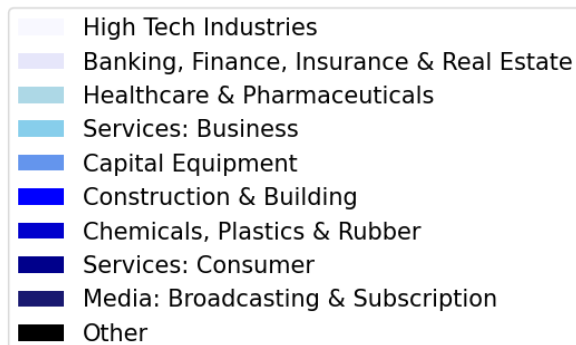 High Tech Industries
Banking, Finance, Insurance & Real Estate
Healthcare & Pharmaceuticals
Services: Business
Capital Equipment
Construction & Building
Chemicals, Plastics & Rubber
Services: Consumer
Media: Broadcasting & Subscription
Other